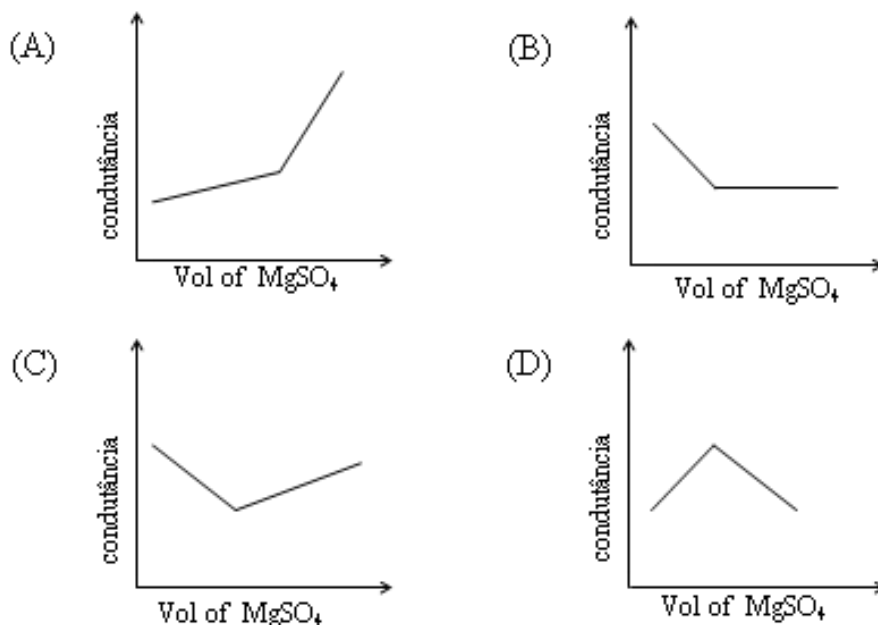 (A)
condutância
Vol of MgSO₄
(B)
condutância
Vol of MgSO₄
(C)
condutância
Vol of MgSO₄
(D)
condutância
Vol of MgSO₄